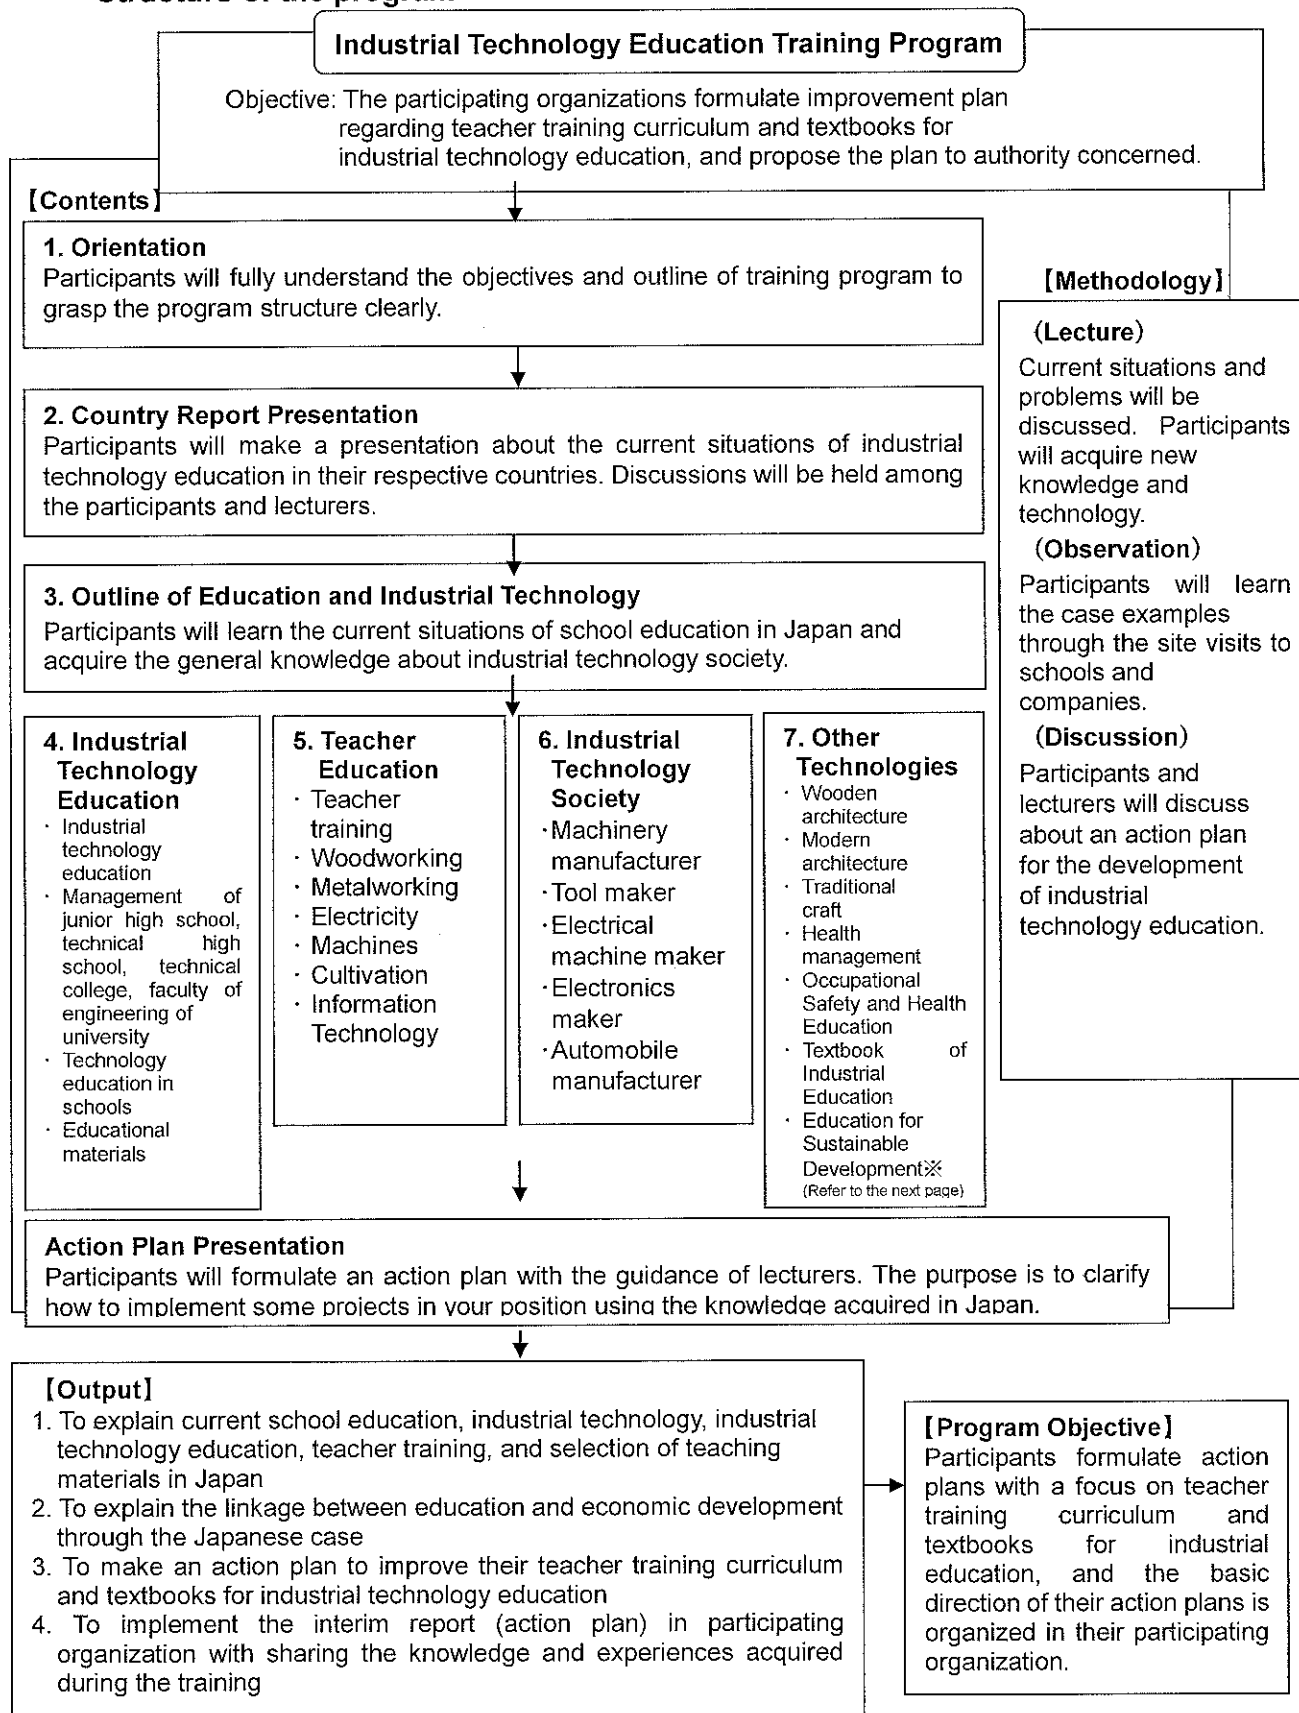 Structure of the program
Industrial Technology Education Training Program
Objective: The participating organizations formulate improvement plan
regarding teacher training curriculum and textbooks for
industrial technology education, and propose the plan to authority concerned.
【Contents】
1. Orientation
Participants will fully understand the objectives and outline of training program to
grasp the program structure clearly.
2. Country Report Presentation
Participants will make a presentation about the current situations of industrial
technology education in their respective countries. Discussions will be held among
the participants and lecturers.
3. Outline of Education and Industrial Technology
Participants will learn the current situations of school education in Japan and
acquire the general knowledge about industrial technology society.
4. Industrial
Technology
Education
· Industrial
technology
education
· Management of
junior high school,
technical high
school, technical
college, faculty of
engineering of
university
· Technology
education in
schools
· Educational
materials
5. Teacher
Education
· Teacher
training
· Woodworking
· Metalworking
· Electricity
· Machines
· Cultivation
· Information
Technology
6. Industrial
Technology
Society
·Machinery
manufacturer
·Tool maker
·Electrical
machine maker
·Electronics
maker
·Automobile
manufacturer
7. Other
Technologies
· Wooden
architecture
· Modern
architecture
· Traditional
craft
· Health
management
· Occupational
Safety and Health
Education
· Textbook of
Industrial
Education
· Education for
Sustainable
Development※
(Refer to the next page)
【Methodology】
（Lecture）
Current situations and
problems will be
discussed. Participants
will acquire new
knowledge and
technology.
（Observation）
Participants will learn
the case examples
through the site visits to
schools and
companies.
（Discussion）
Participants and
lecturers will discuss
about an action plan
for the development
of industrial
technology education.
Action Plan Presentation
Participants will formulate an action plan with the guidance of lecturers. The purpose is to clarify
how to implement some projects in your position using the knowledge acquired in Japan.
【Output】
1. To explain current school education, industrial technology, industrial
technology education, teacher training, and selection of teaching
materials in Japan
2. To explain the linkage between education and economic development
through the Japanese case
3. To make an action plan to improve their teacher training curriculum
and textbooks for industrial technology education
4. To implement the interim report (action plan) in participating
organization with sharing the knowledge and experiences acquired
during the training
【Program Objective】
Participants formulate action
plans with a focus on teacher
training curriculum and
textbooks for industrial
education, and the basic
direction of their action plans is
organized in their participating
organization.